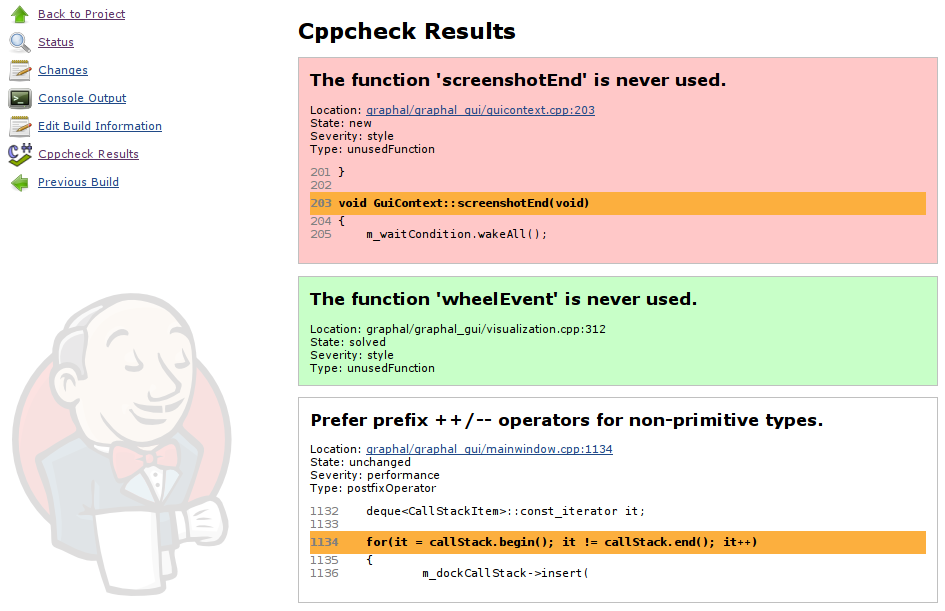 Back to Project
Status
Changes
Console Output
Edit Build Information
Cppcheck Results
Previous Build
Cppcheck Results
The function 'screenshotEnd' is never used.
Location: graphal/graphal_gui/guicontext.cpp:203
State: new
Severity: style
Type: unusedFunction
201 }
202
203 void GuiContext::screenshotEnd(void)
204 {
205     m_waitCondition.wakeAll();
The function 'wheelEvent' is never used.
Location: graphal/graphal_gui/visualization.cpp:312
State: solved
Severity: style
Type: unusedFunction
Prefer prefix ++/-- operators for non-primitive types.
Location: graphal/graphal_gui/mainwindow.cpp:1134
State: unchanged
Severity: performance
Type: postfixOperator
1132    deque<CallStackItem>::const_iterator it;
1133
1134    for(it = callStack.begin(); it != callStack.end(); it++)
1135    {
1136            m_dockCallStack->insert(